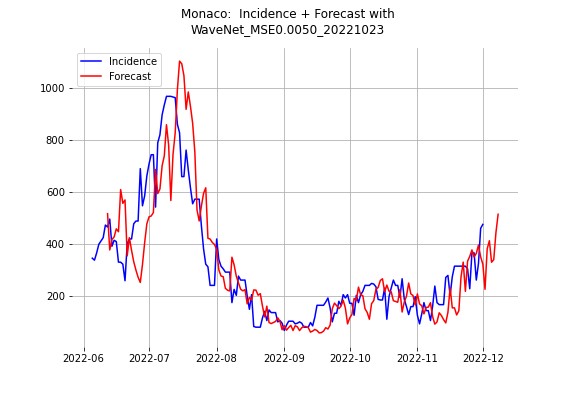 Monaco:  Incidence + Forecast with
WaveNet_MSE0.0050_20221023
Incidence
Forecast
1000
800
600
400
200
2022-06 2022-07 2022-08 2022-09 2022-10 2022-11 2022-12